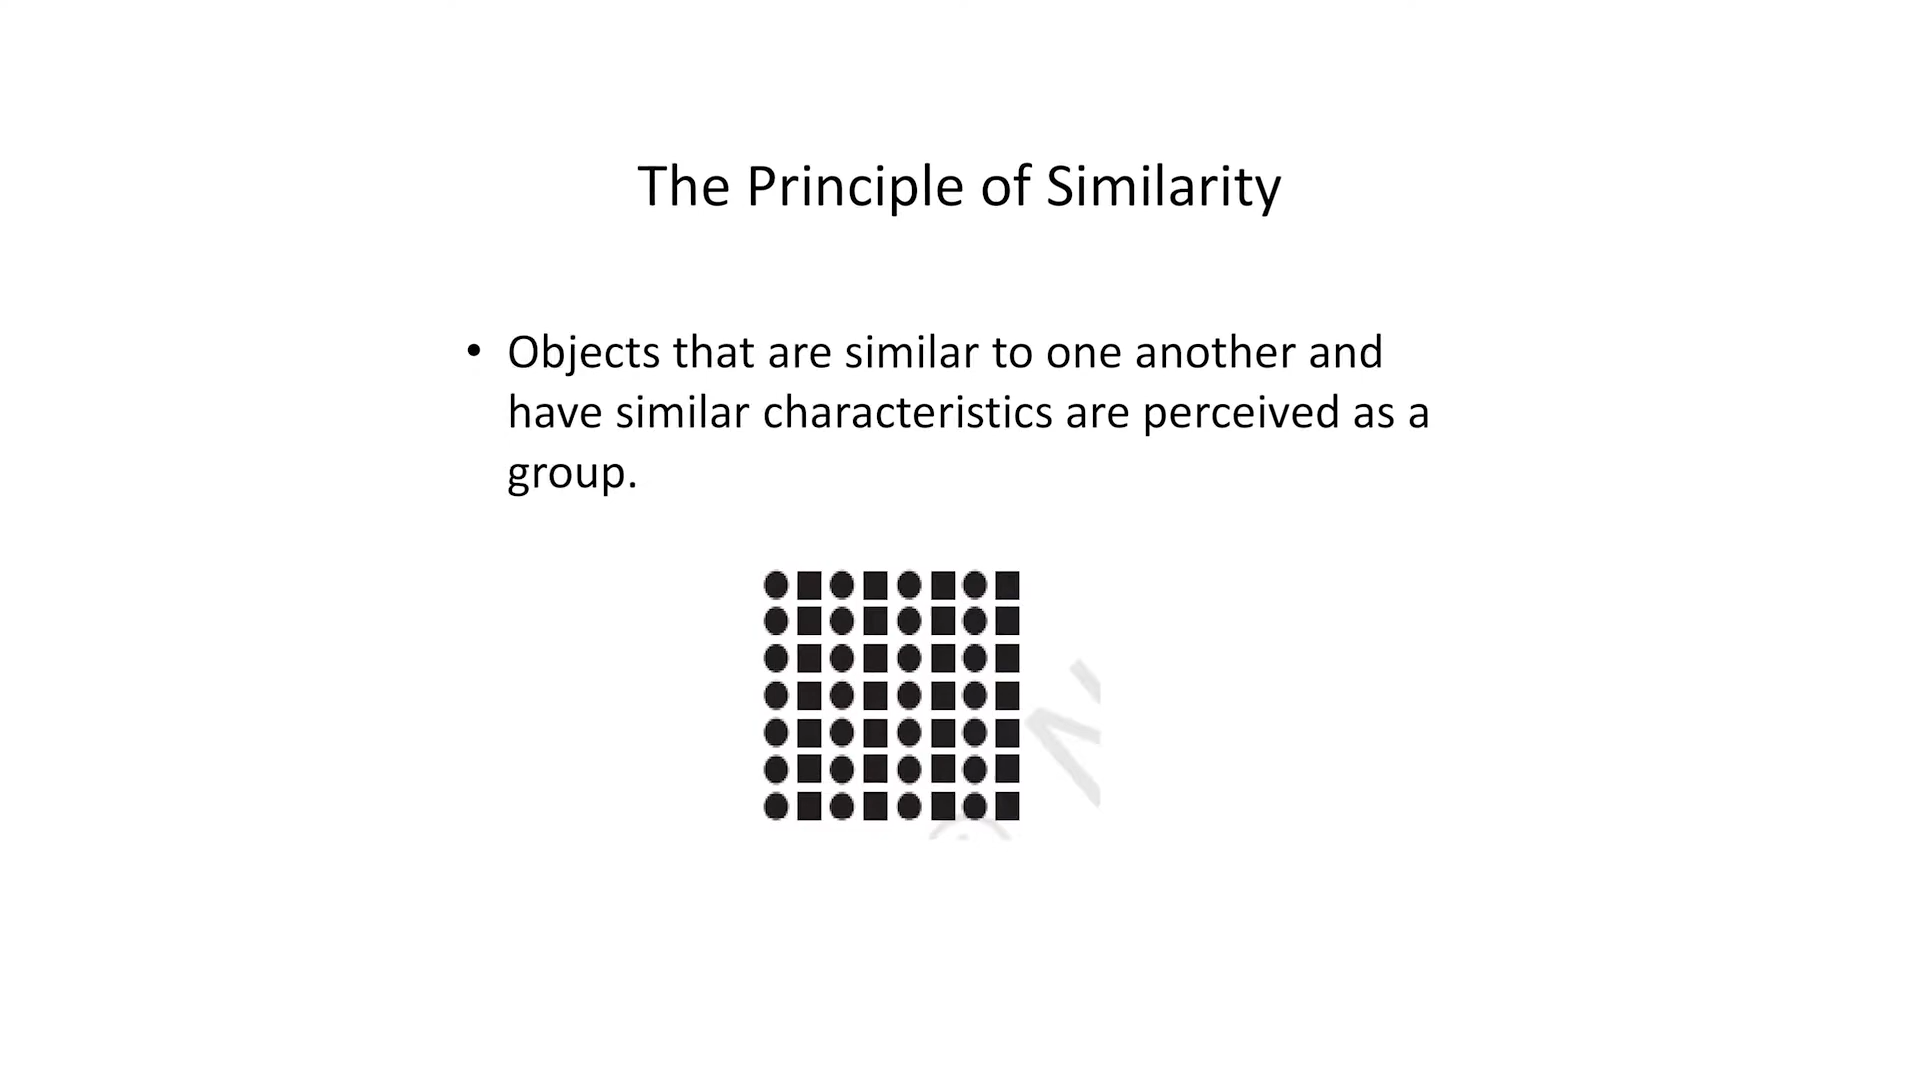 The Principle of Similarity
• Objects that are similar to one another and
have similar characteristics are perceived as a
group.